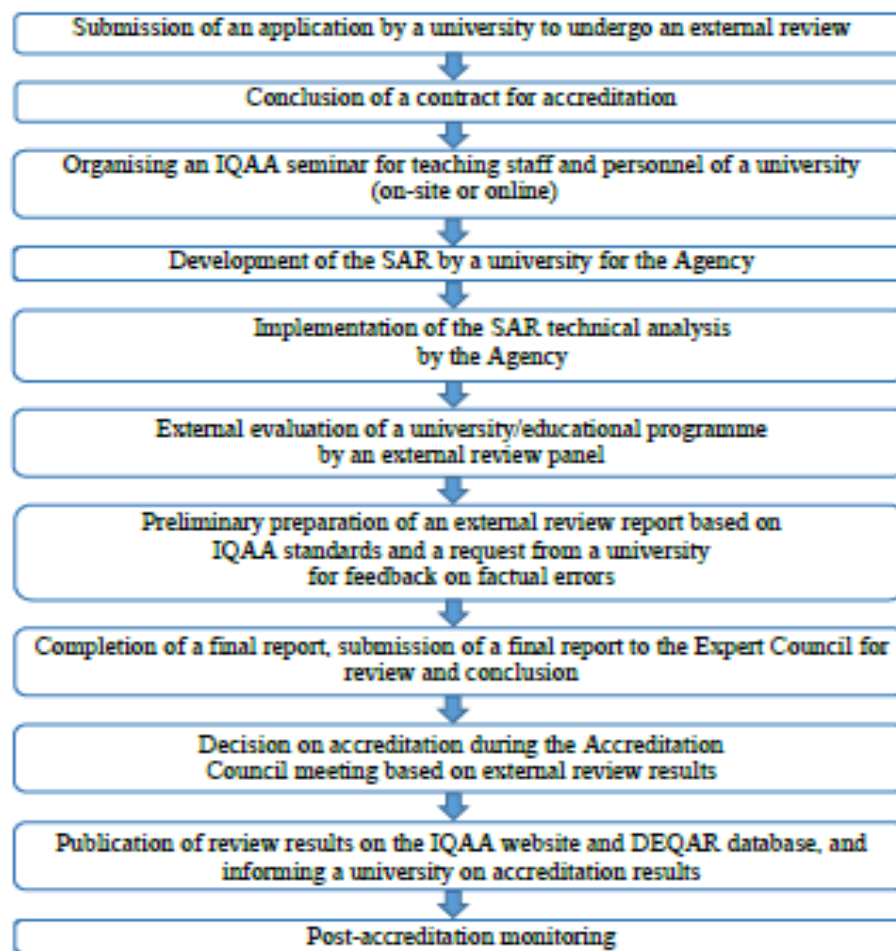 Submission of an application by a university to undergo an external review
Conclusion of a contract for accreditation
Organising an IQAA seminar for teaching staff and personnel of a university
(on-site or online)
Development of the SAR by a university for the Agency
Implementation of the SAR technical analysis
by the Agency
External evaluation of a university/educational programme
by an external review panel
Preliminary preparation of an external review report based on
IQAA standards and a request from a university
for feedback on factual errors
Completion of a final report, submission of a final report to the Expert Council for
review and conclusion
Decision on accreditation during the Accreditation
Council meeting based on external review results
Publication of review results on the IQAA website and DEQAR database, and
informing a university on accreditation results
Post-accreditation monitoring